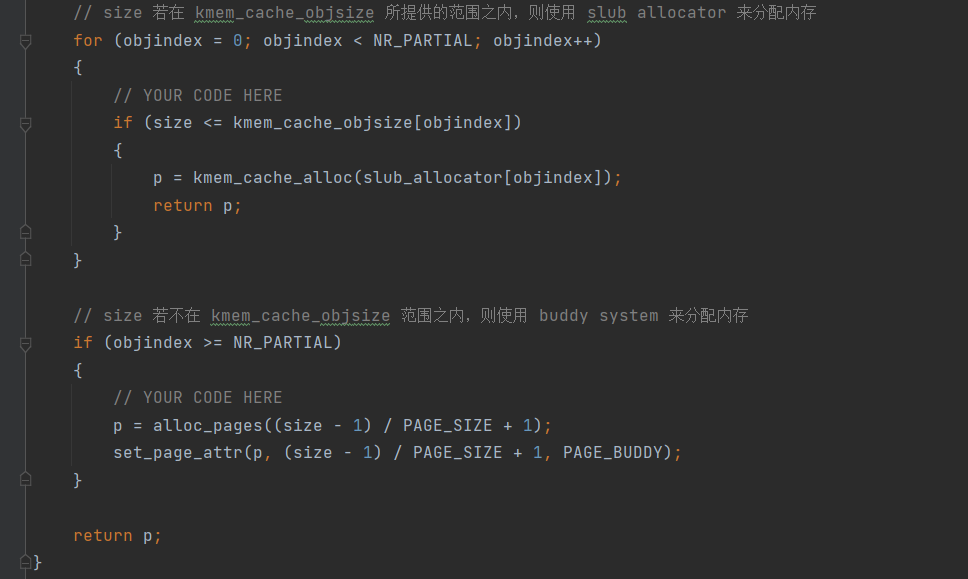 // size 若在 kmem_cache_objsize 所提供的范围之内，则使用 slub allocator 来分配内存
for (objindex = 0; objindex < NR_PARTIAL; objindex++)
{
// YOUR CODE HERE
if (size <= kmem_cache_objsize[objindex])
{
p = kmem_cache_alloc(slub_allocator[objindex]);
return p;
}
}
// size 若不在 kmem_cache_objsize 范围之内，则使用 buddy system 来分配内存
if (objindex >= NR_PARTIAL)
{
// YOUR CODE HERE
p = alloc_pages((size - 1) / PAGE_SIZE + 1);
set_page_attr(p, (size - 1) / PAGE_SIZE + 1, PAGE_BUDDY);
}
return p;
}